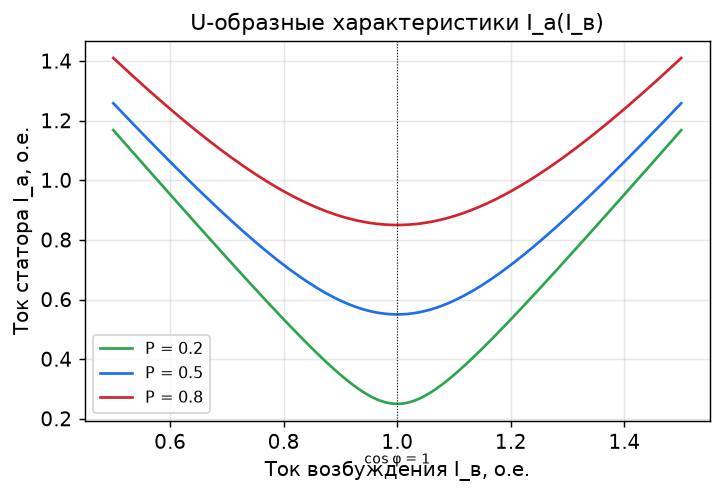 U-образные характеристики I_a(I_в)
Ток статора I_a, о.е.
1.4
1.2
1.0
0.8
0.6
0.4
0.2
P = 0.2
P = 0.5
P = 0.8
0.6 0.8 1.0 1.2 1.4
cos φ = 1
Ток возбуждения I_в, о.е.